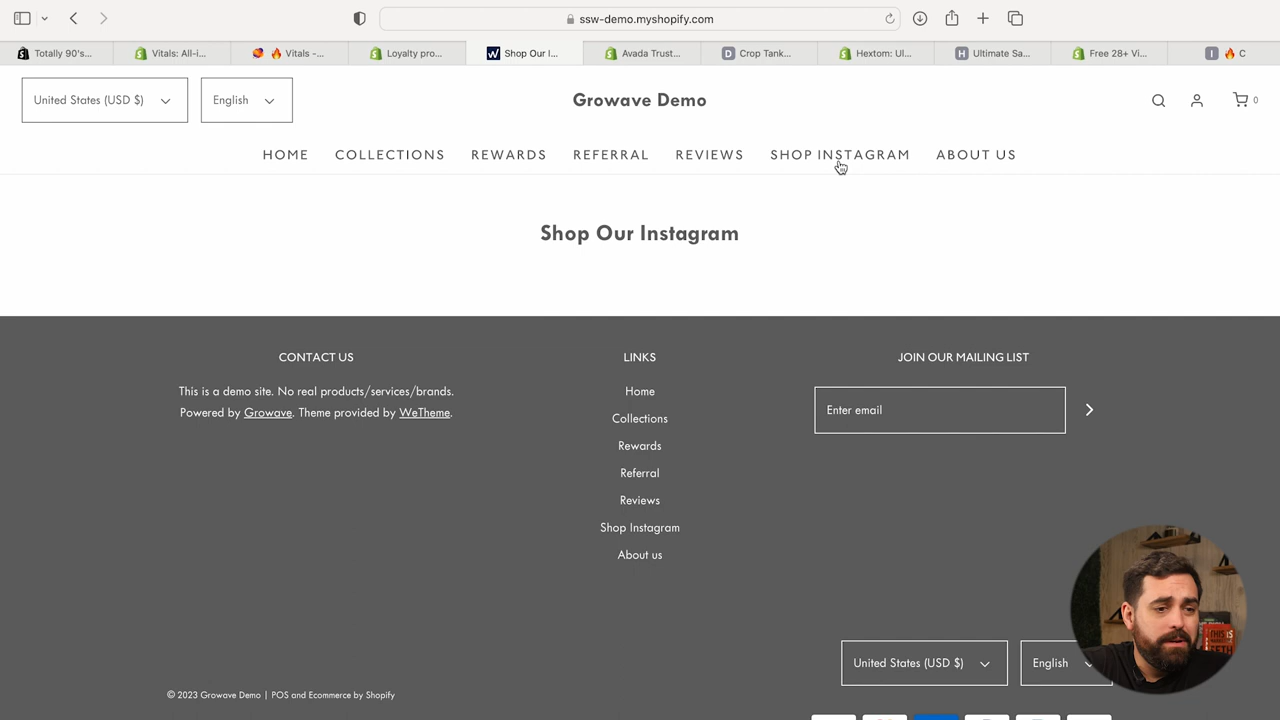 ssw-demo.myshopify.com
Totally 90's...
Vitals: All-i...
Vitals -...
Loyalty pro...
Shop Our I...
Avada Trust...
Crop Tank...
Hextom: Ul...
Ultimate Sa...
Free 28+ Vi...
C
United States (USD $)
English
Growave Demo
0
HOME COLLECTIONS REWARDS REFERRAL REVIEWS SHOP INSTAGRAM ABOUT US
Shop Our Instagram
CONTACT US
This is a demo site. No real products/services/brands.
Powered by Growave. Theme provided by WeTheme.
LINKS
Home
Collections
Rewards
Referral
Reviews
Shop Instagram
About us
JOIN OUR MAILING LIST
Enter email
United States (USD $)
English
© 2023 Growave Demo | POS and Ecommerce by Shopify